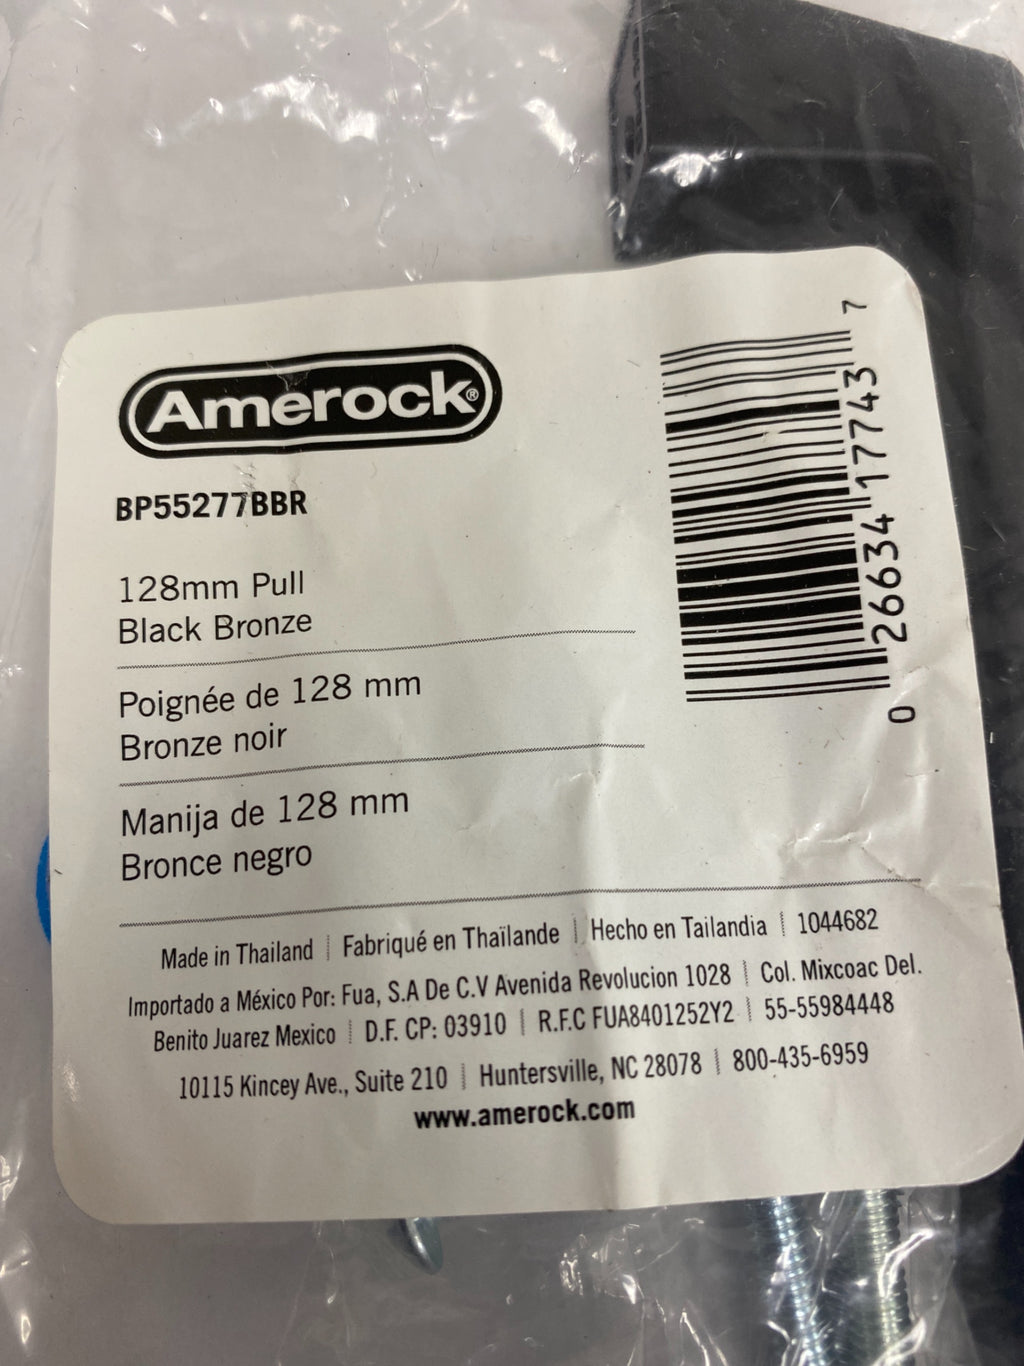 Amerock®
BP55277BBR
128mm Pull
Black Bronze
Poignée de 128 mm
Bronze noir
Manija de 128 mm
Bronce negro
0 26634 17743 7
Made in Thailand | Fabriqué en Thaïlande | Hecho en Tailandia | 1044682
Importado a México Por: Fua, S.A De C.V Avenida Revolucion 1028 | Col. Mixcoac Del.
Benito Juarez Mexico | D.F. CP: 03910 | R.F.C FUA8401252Y2 | 55-55984448
10115 Kincey Ave., Suite 210 | Huntersville, NC 28078 | 800-435-6959
www.amerock.com